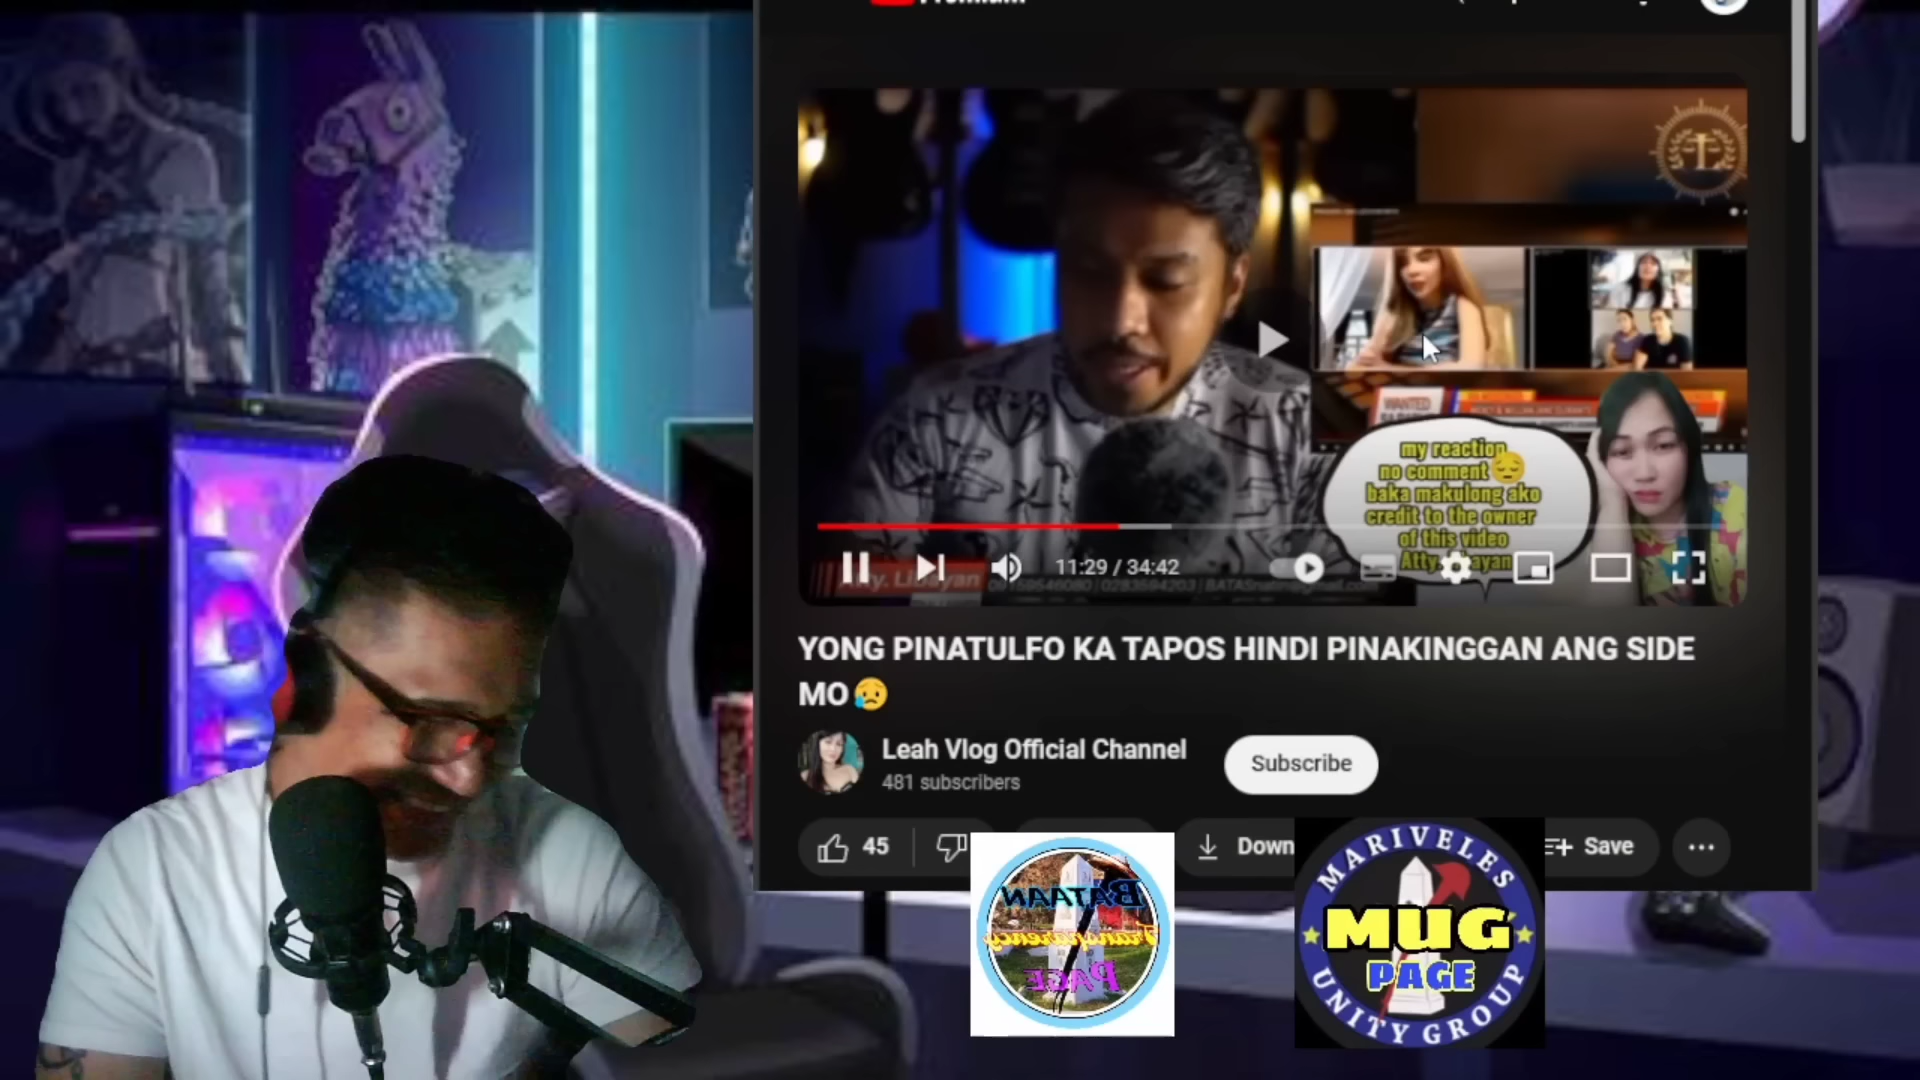 WANTED
my reaction
no comment😔
baka makulong ako
credit to the owner
of this video
11:29 / 34:42
YONG PINATULFO KA TAPOS HINDI PINAKINGGAN ANG SIDE
MO😥
Leah Vlog Official Channel
481 subscribers
Subscribe
45
Down
Save
BATAAN
Transparency
PAGE
MARIVELES
MUG
PAGE
UNITY GROUP